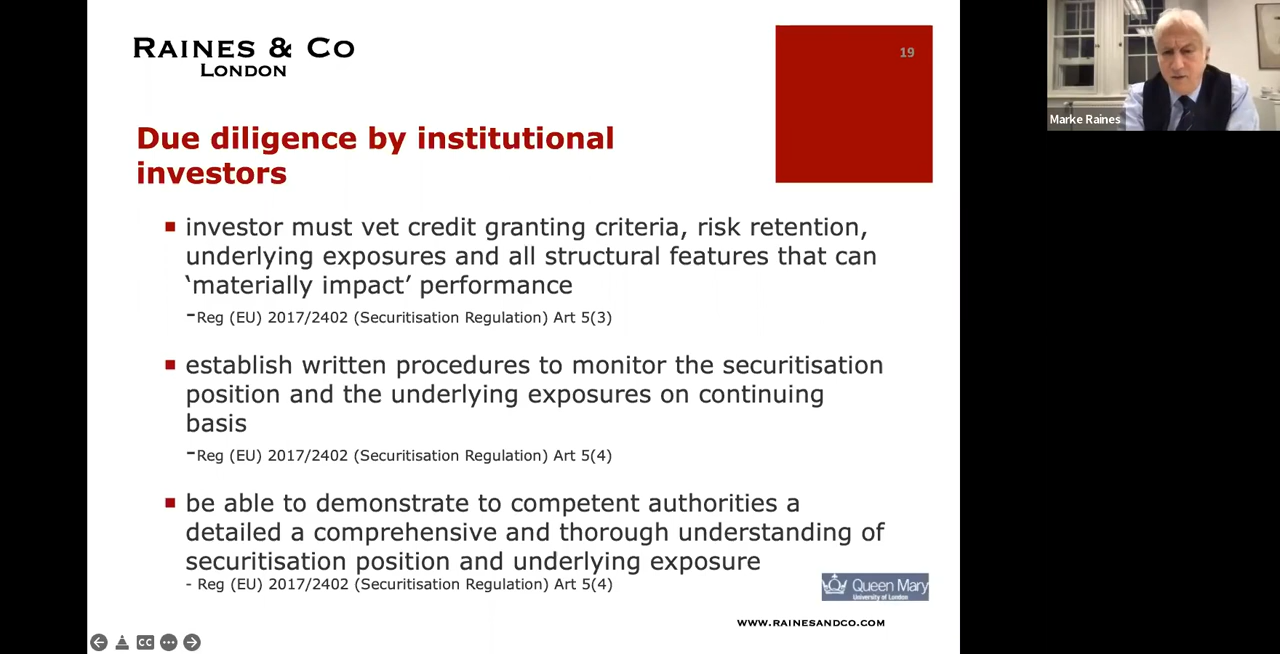 RAINES & CO
LONDON
19
Marke Raines
Due diligence by institutional
investors
investor must vet credit granting criteria, risk retention,
underlying exposures and all structural features that can
‘materially impact’ performance
–Reg (EU) 2017/2402 (Securitisation Regulation) Art 5(3)
establish written procedures to monitor the securitisation
position and the underlying exposures on continuing
basis
–Reg (EU) 2017/2402 (Securitisation Regulation) Art 5(4)
be able to demonstrate to competent authorities a
detailed a comprehensive and thorough understanding of
securitisation position and underlying exposure
- Reg (EU) 2017/2402 (Securitisation Regulation) Art 5(4)
Queen Mary
University of London
WWW.RAINESANDCO.COM
CC